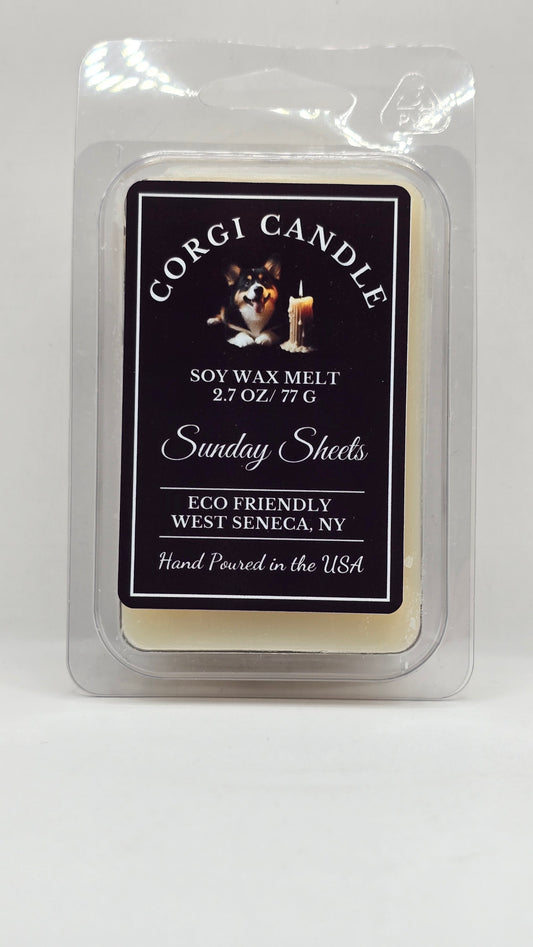 CORGI CANDLE
SOY WAX MELT
2.7 OZ/ 77 G
Sunday Sheets
ECO FRIENDLY
WEST SENECA, NY
Hand Poured in the USA